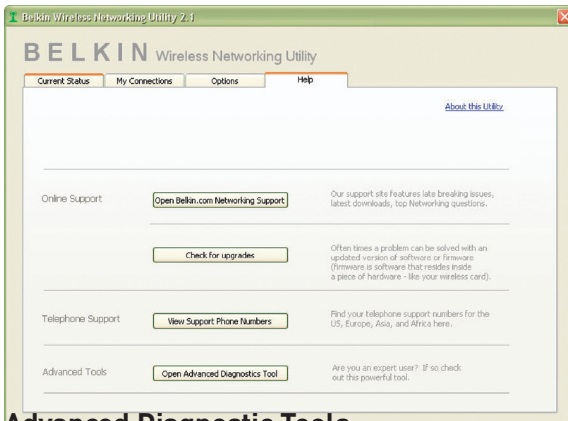 Belkin Wireless Networking Utility 2.1
BELKIN Wireless Networking Utility
Current Status
My Connections
Options
Help
About this Utility
Online Support
Open Belkin.com Networking Support
Our support site features late breaking issues,
latest downloads, top Networking questions.
Check for upgrades
Often times a problem can be solved with an
updated version of software or firmware
(firmware is software that resides inside
a piece of hardware - like your wireless card).
Telephone Support
View Support Phone Numbers
Find your telephone support numbers for the
US, Europe, Asia, and Africa here.
Advanced Tools
Open Advanced Diagnostics Tool
Are you an expert user? If so check
out this powerful tool.
Advanced Diagnostic Tools